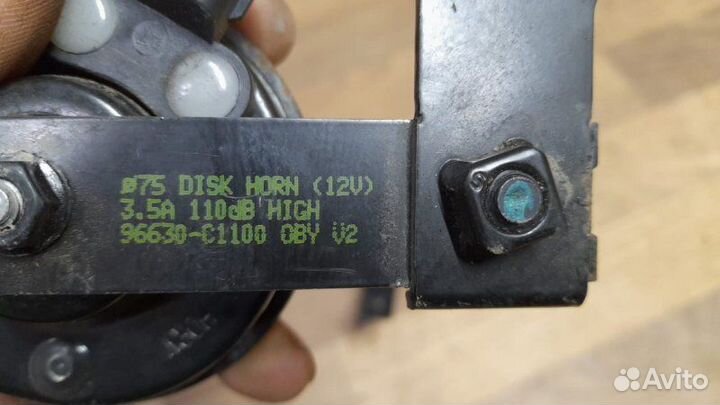 ø75 DISK HORN (12V)
3.5A 110dB HIGH
96630-C1100 OBY V2
Avito